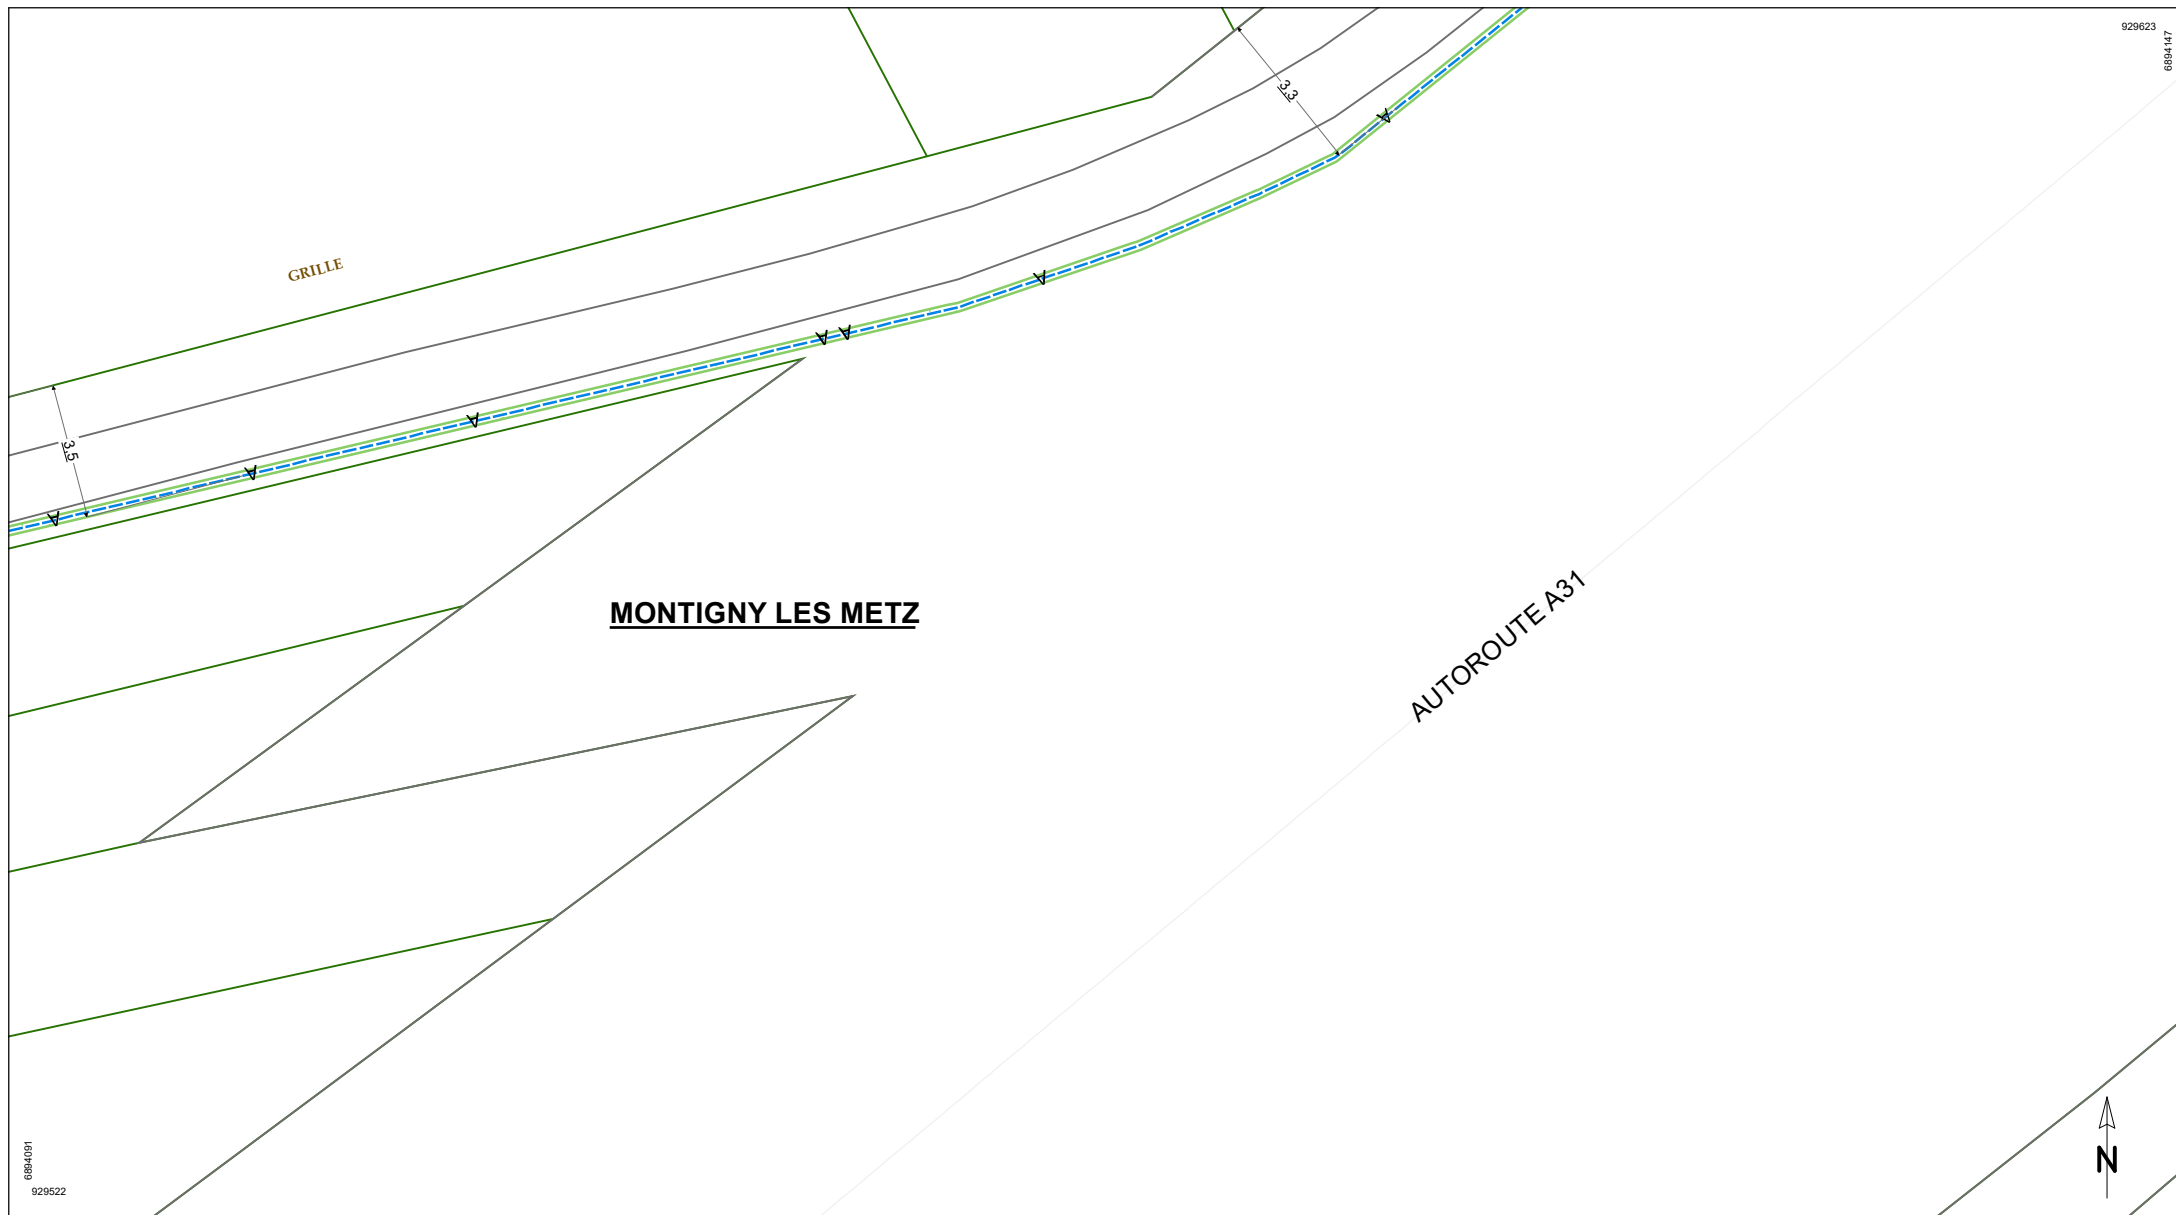 929623
6894147
3.3
A
GRILLE
A
A
A
A
3.5
A
A
MONTIGNY LES METZ
AUTOROUTE A31
6894091
929522
N